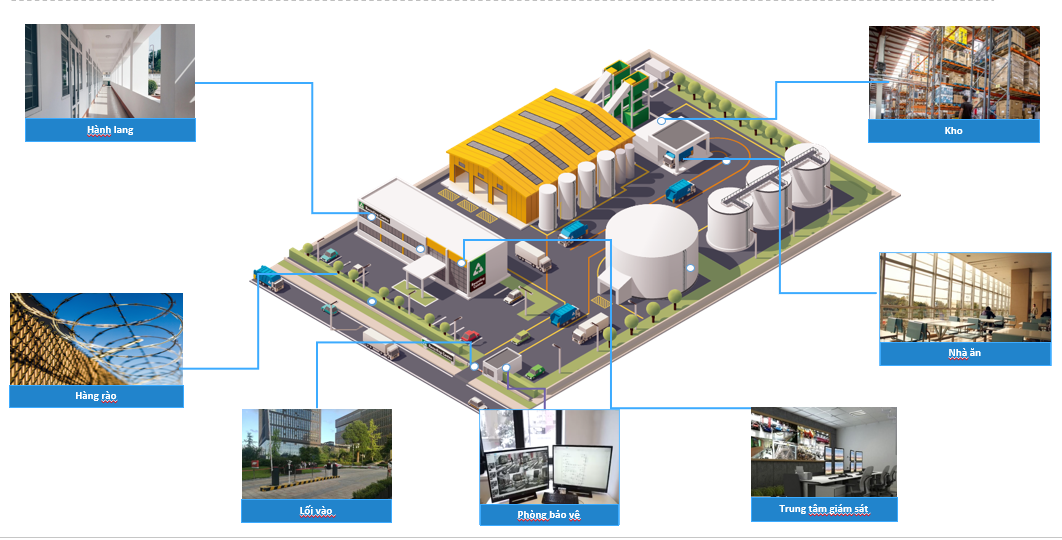 Hành lang
Kho
Nhà ăn
Hàng rào
Lối vào
Phòng bảo vệ
Trung tâm giám sát